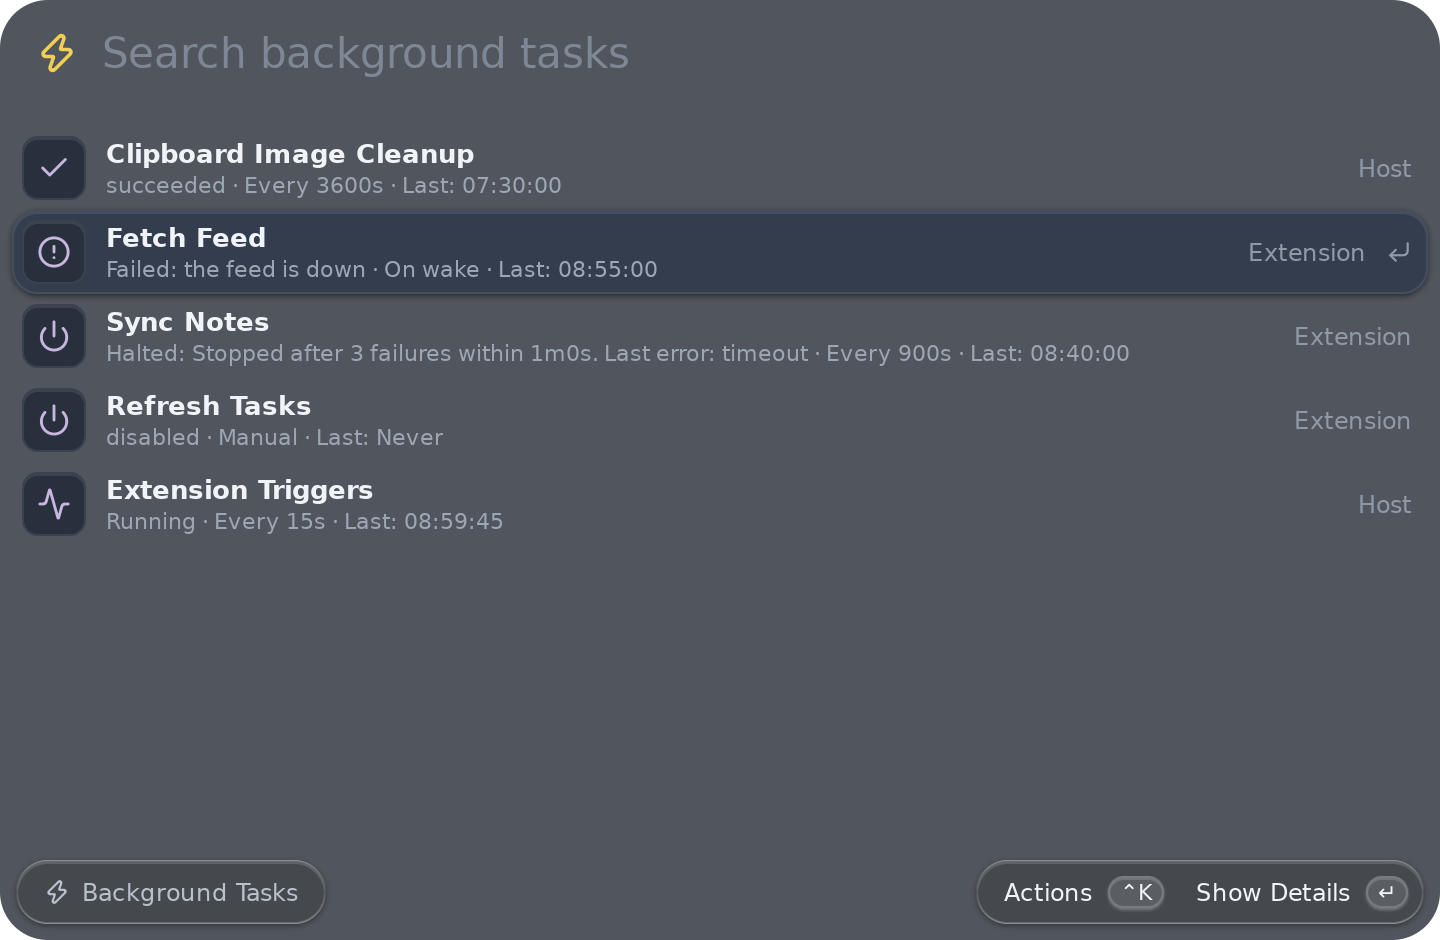 Search background tasks
Clipboard Image Cleanup
succeeded · Every 3600s · Last: 07:30:00
Host
Fetch Feed
Failed: the feed is down · On wake · Last: 08:55:00
Extension
Sync Notes
Halted: Stopped after 3 failures within 1m0s. Last error: timeout · Every 900s · Last: 08:40:00
Extension
Refresh Tasks
disabled · Manual · Last: Never
Extension
Extension Triggers
Running · Every 15s · Last: 08:59:45
Host
Background Tasks
Actions ^K Show Details ↵